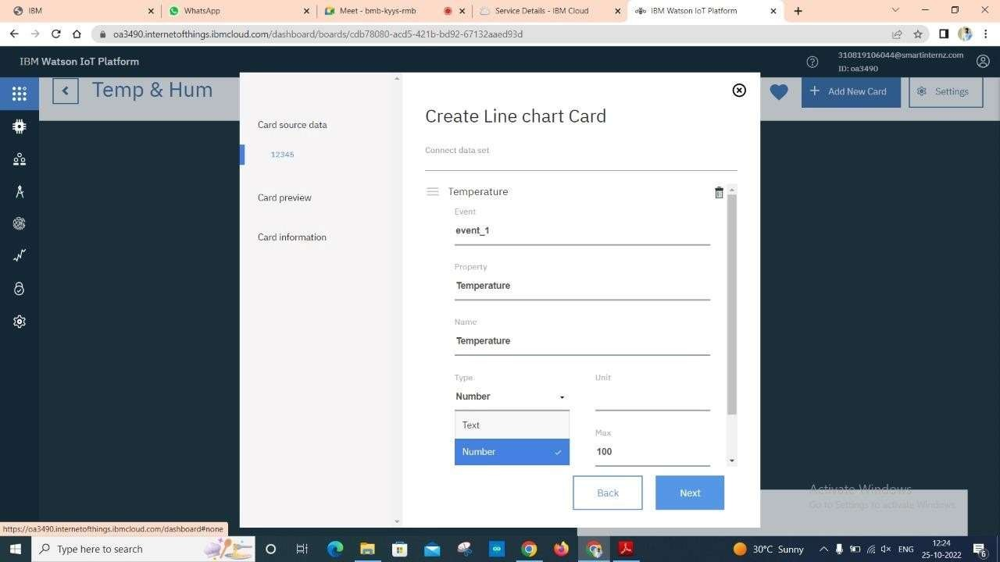 IBM
WhatsApp
Meet - bmb-kyys-rmb
Service Details - IBM Cloud
IBM Watson IoT Platform
oa3490.internetofthings.ibmcloud.com/dashboard/boards/cdb78080-acd5-421b-bd92-67132aaed93d
IBM Watson IoT Platform
310819106044@smartinternz.com
ID: oa3490
Temp & Hum
Add New Card
Settings
Card source data
12345
Card preview
Card information
Create Line chart Card
Connect data set
Temperature
Event
event_1
Property
Temperature
Name
Temperature
Type
Unit
Number
Text
Max
Number
100
Back
Next
Activate Windows
Go to Settings to activate Windows.
https://oa3490.internetofthings.ibmcloud.com/dashboard#none
Type here to search
30°C Sunny
ENG
12:24
25-10-2022
6